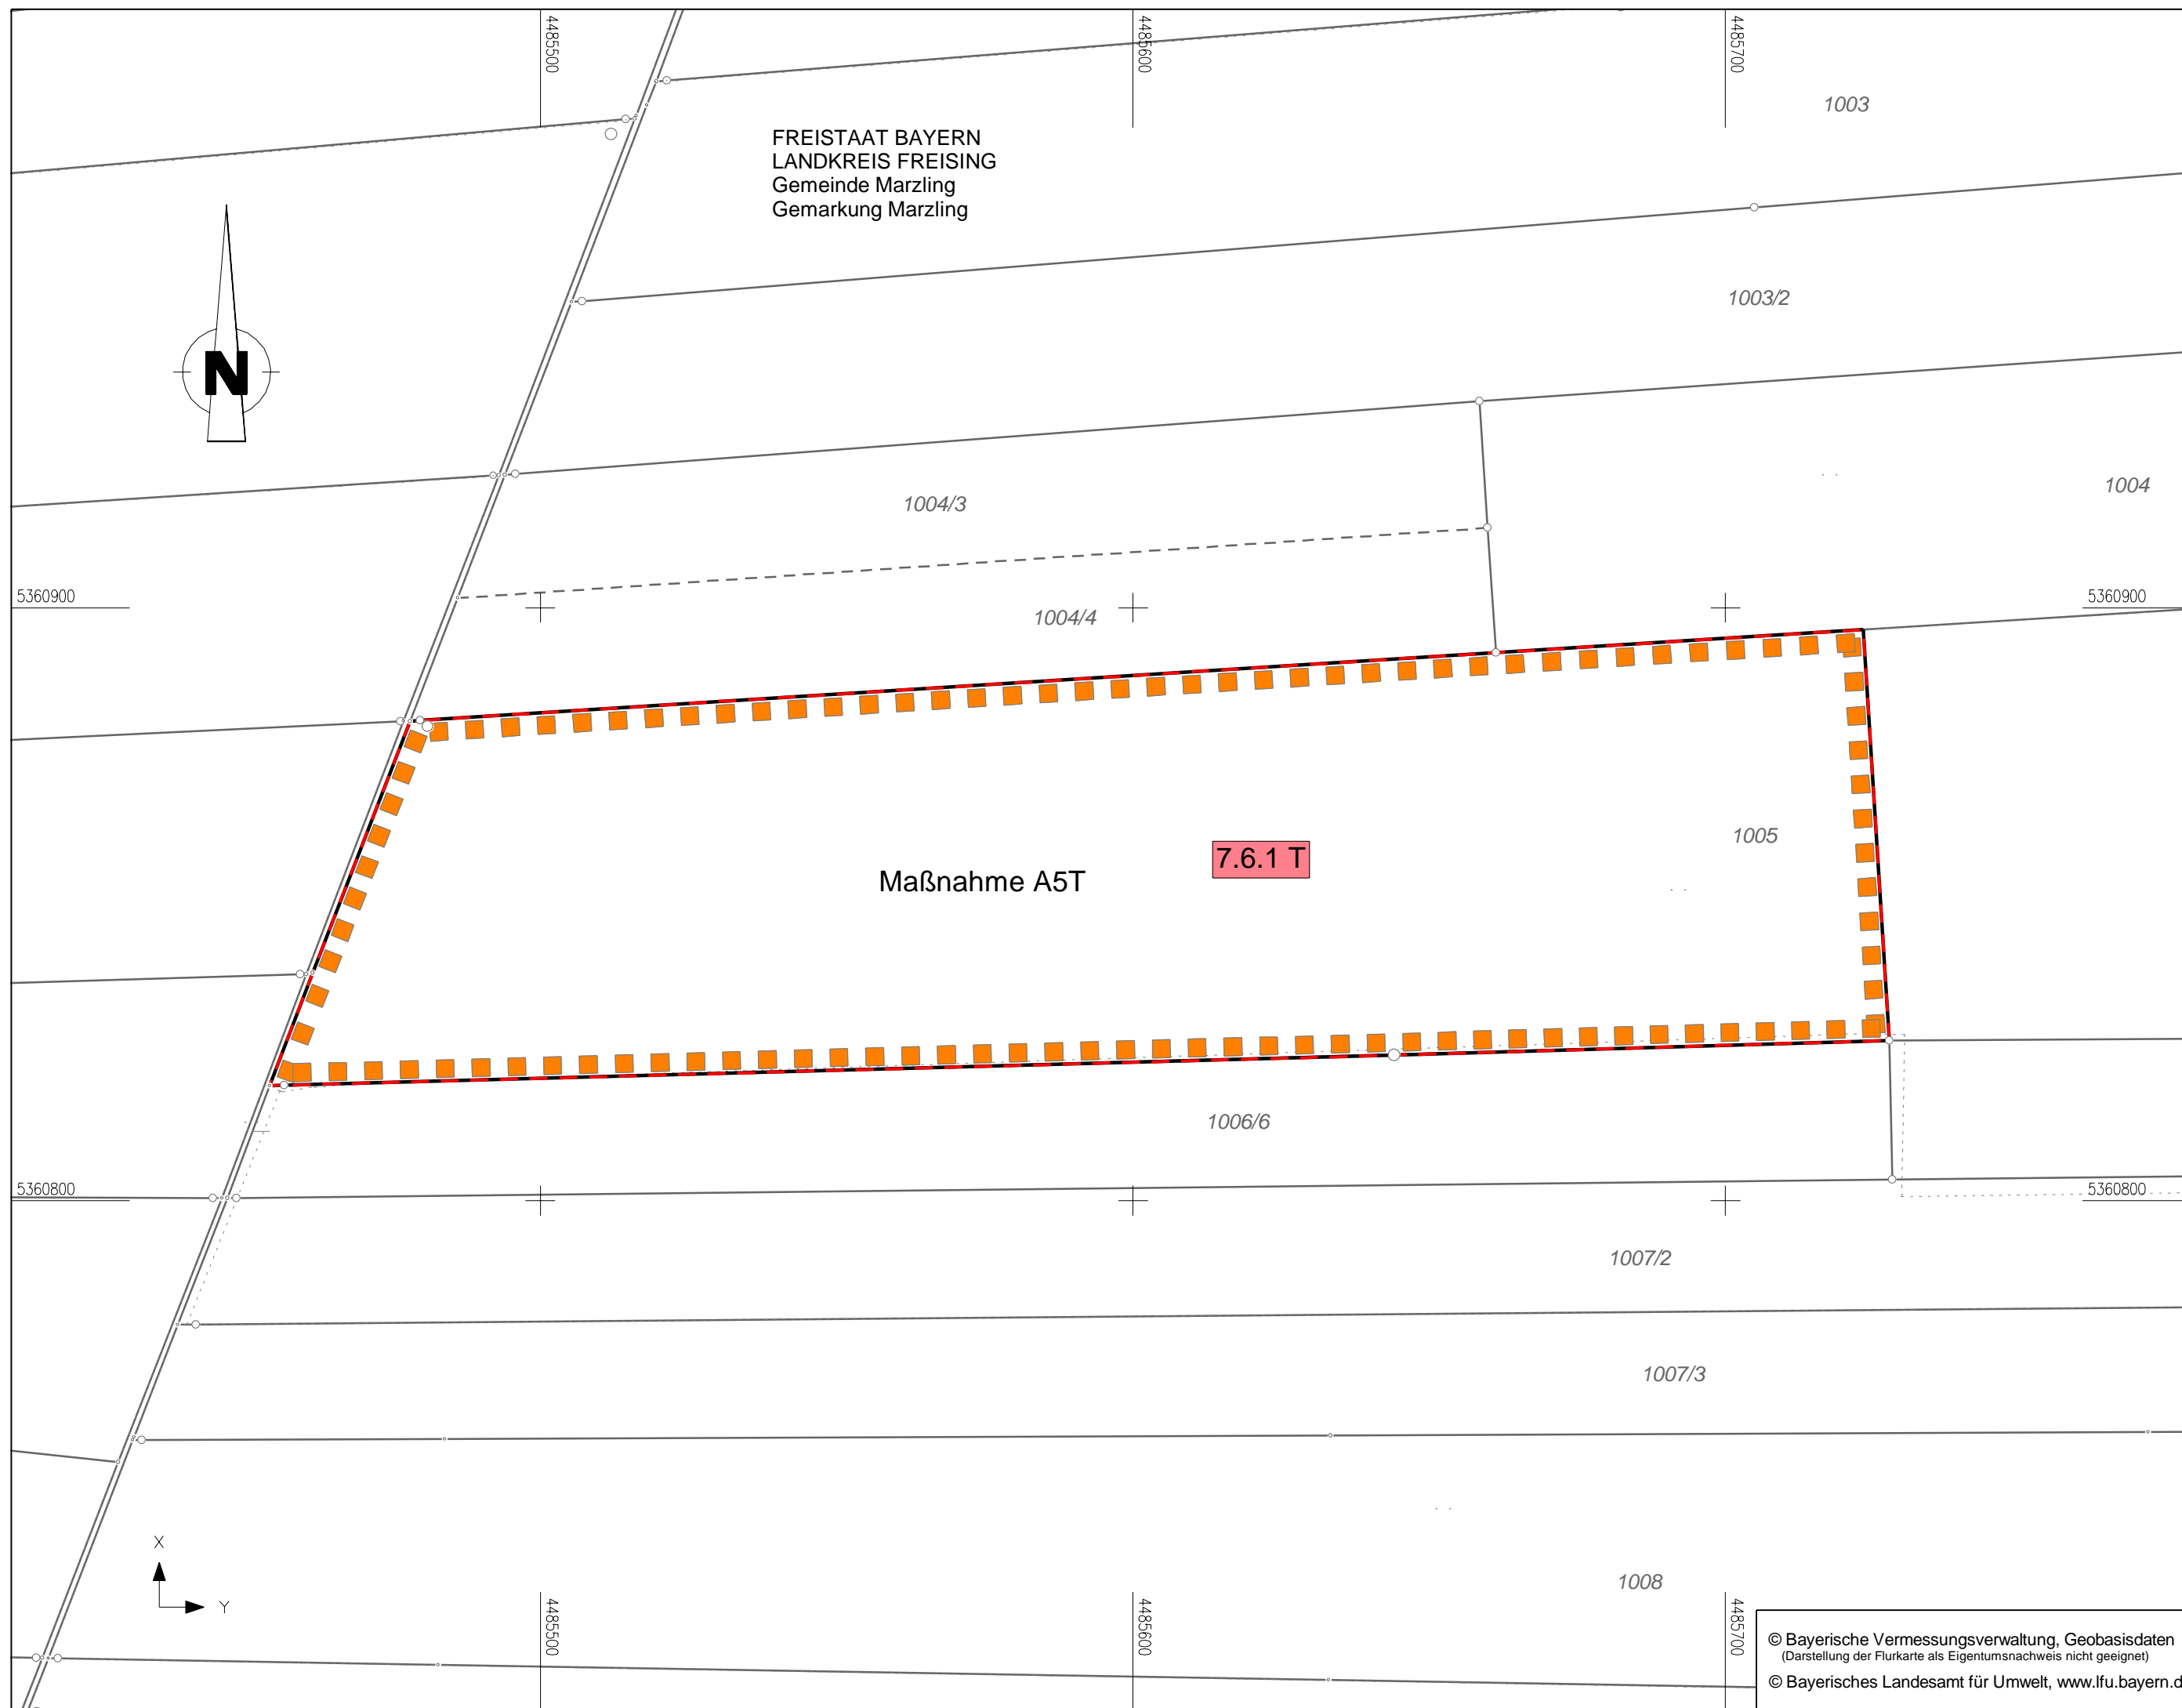 4485500
4485600
4485700
1003
FREISTAAT BAYERN
LANDKREIS FREISING
Gemeinde Marzling
Gemarkung Marzling
1003/2
N
1004/3
1004
5360900
5360900
1004/4
1005
7.6.1 T
Maßnahme A5T
1006/6
5360800
5360800
1007/2
1007/3
X
Y
1008
4485500
4485600
4485700
© Bayerische Vermessungsverwaltung, Geobasisdaten
(Darstellung der Flurkarte als Eigentumsnachweis nicht geeignet)
© Bayerisches Landesamt für Umwelt, www.lfu.bayern.d